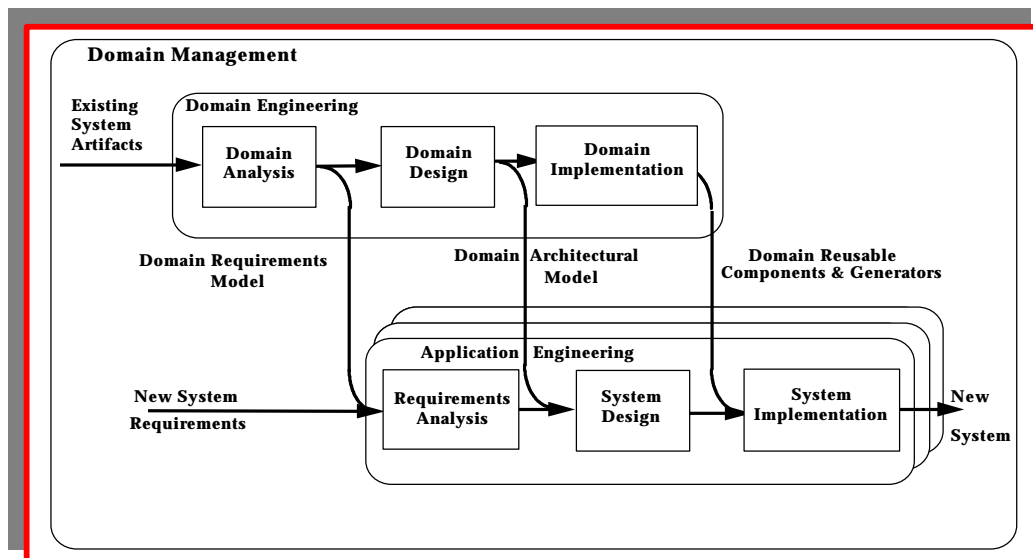 Domain Management
Domain Engineering
Existing
System
Artifacts
Domain
Analysis
Domain
Design
Domain
Implementation
Domain Requirements
Model
Domain Architectural
Model
Domain Reusable
Components & Generators
Application Engineering
New System
Requirements
Requirements
Analysis
System
Design
System
Implementation
New
System